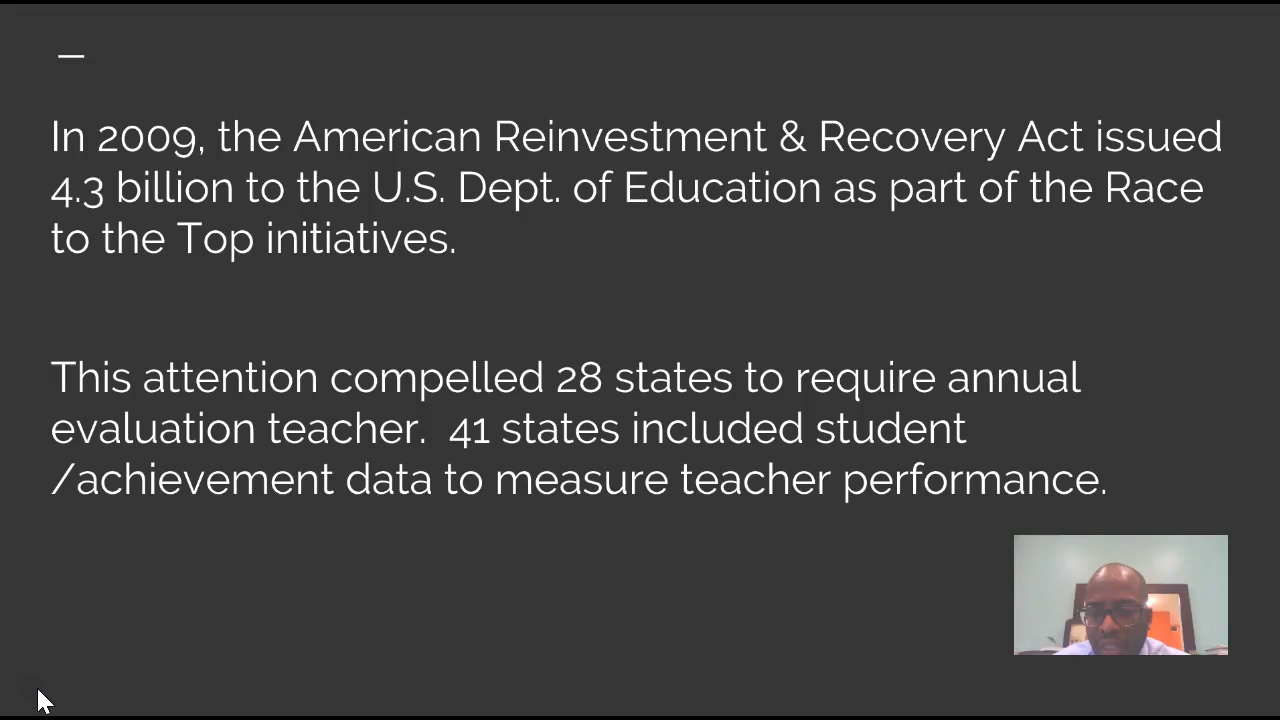 In 2009, the American Reinvestment & Recovery Act issued
4.3 billion to the U.S. Dept. of Education as part of the Race
to the Top initiatives.
This attention compelled 28 states to require annual
evaluation teacher.  41 states included student
/achievement data to measure teacher performance.